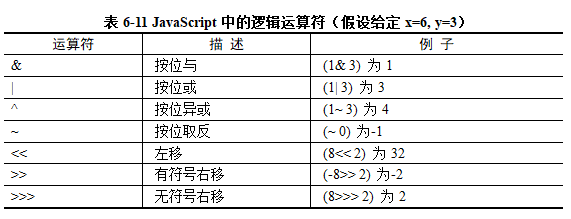 表 6-11 JavaScript 中的逻辑运算符（假设给定 x=6, y=3）
运算符 描 述 例 子
& 按位与 (1& 3) 为 1
| 按位或 (1| 3) 为 3
^ 按位异或 (1~ 3) 为 4
~ 按位取反 (~ 0) 为-1
<< 左移 (8<< 2) 为 32
>> 有符号右移 (-8>> 2) 为-2
>>> 无符号右移 (8>>> 2) 为 2